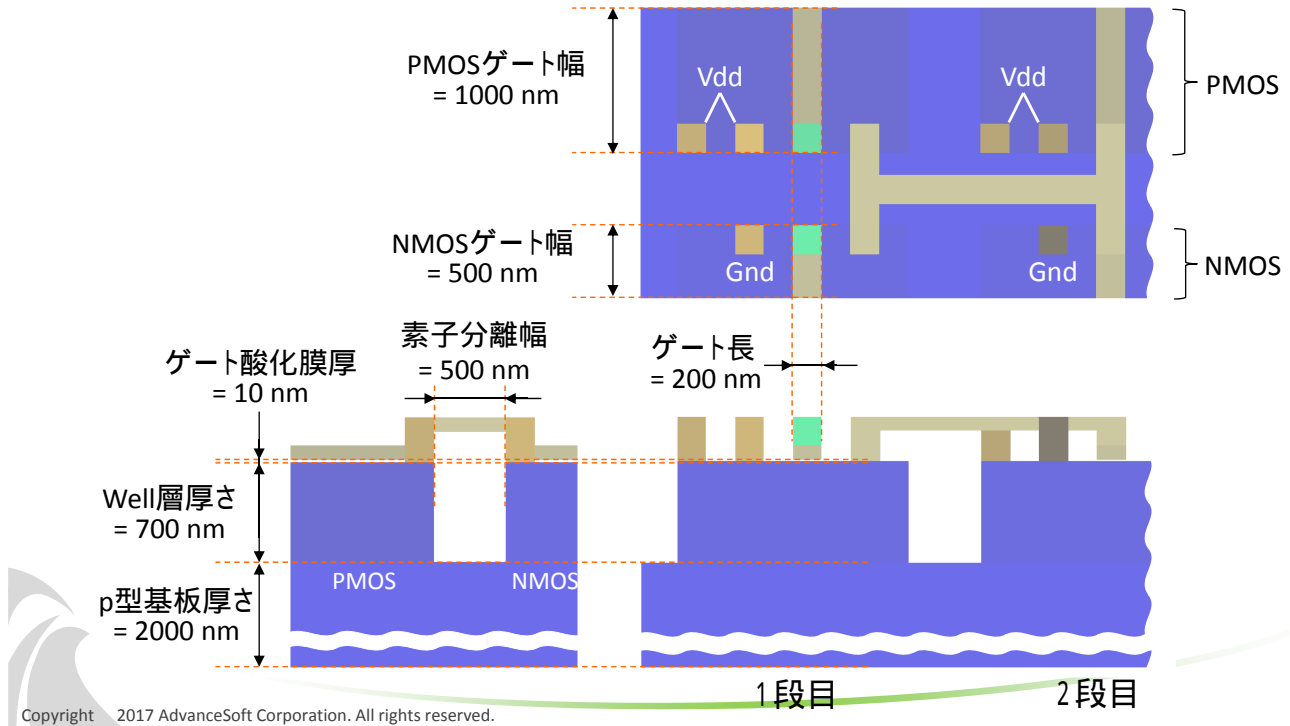 PMOSゲート幅
= 1000 nm
Vdd
Vdd
PMOS
NMOSゲート幅
= 500 nm
Gnd
Gnd
NMOS
素子分離幅
= 500 nm
ゲート長
= 200 nm
ゲート酸化膜厚
= 10 nm
Well層厚さ
= 700 nm
PMOS
NMOS
p型基板厚さ
= 2000 nm
1段目
2段目
Copyright 2017 AdvanceSoft Corporation. All rights reserved.